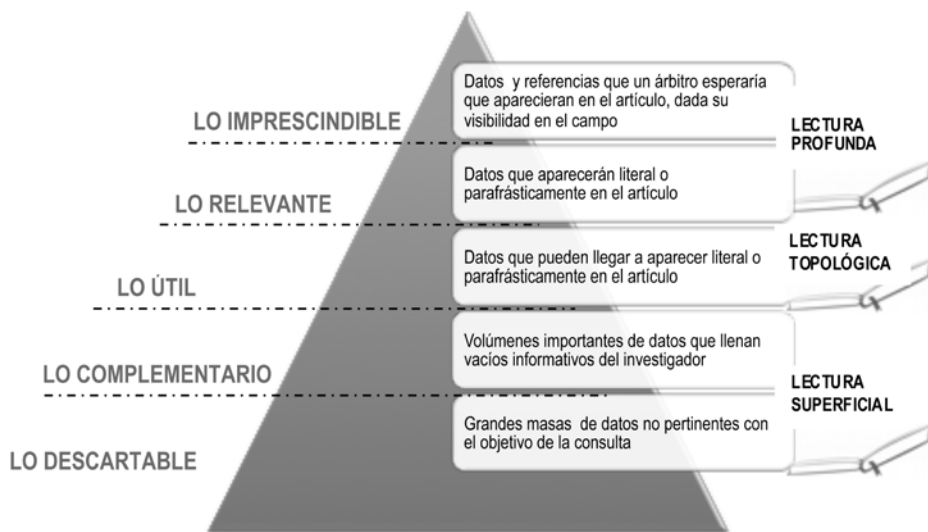 LO IMPRESCINDIBLE
Datos y referencias que un árbitro esperaría
que aparecieran en el artículo, dada su
visibilidad en el campo
LECTURA
PROFUNDA
LO RELEVANTE
Datos que aparecerán literal o
parafrásticamente en el artículo
LO ÚTIL
Datos que pueden llegar a aparecer literal o
parafrásticamente en el artículo
LECTURA
TOPOLÓGICA
LO COMPLEMENTARIO
Volúmenes importantes de datos que llenan
vacíos informativos del investigador
LECTURA
SUPERFICIAL
LO DESCARTABLE
Grandes masas de datos no pertinentes con
el objetivo de la consulta